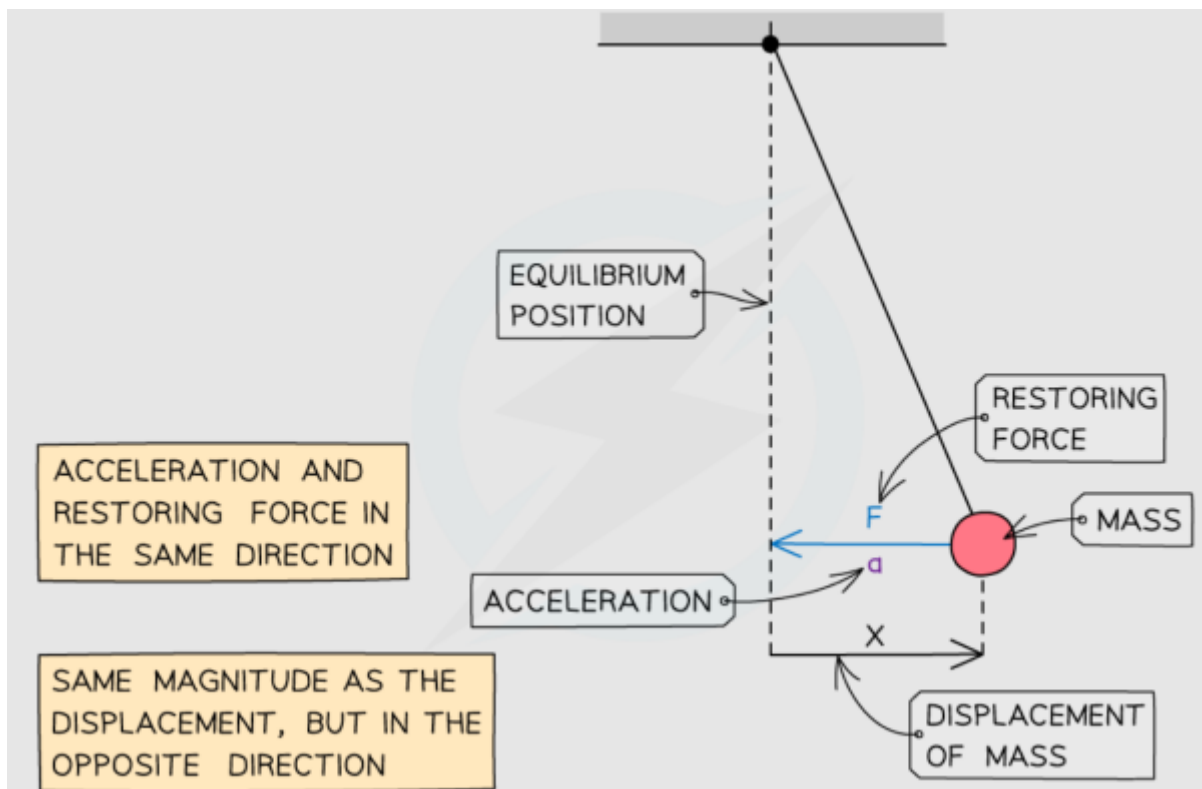 EQUILIBRIUM
POSITION
RESTORING
FORCE
F
MASS
a
ACCELERATION
X
DISPLACEMENT
OF MASS
ACCELERATION AND
RESTORING FORCE IN
THE SAME DIRECTION
SAME MAGNITUDE AS THE
DISPLACEMENT, BUT IN THE
OPPOSITE DIRECTION